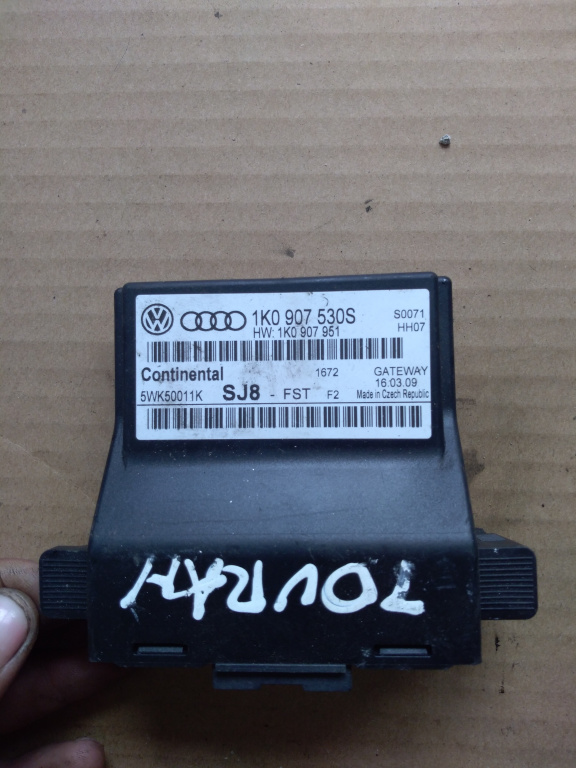 1K0 907 530S
HW: 1K0 907 951
S0071
HH07
Continental
1672
GATEWAY
16.03.09
5WK50011K
SJ8 - FST F2
Made in Czech Republic
TOURAN